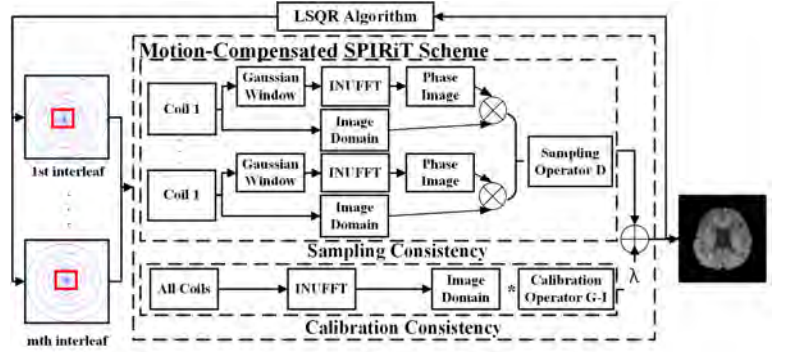 LSQR Algorithm
Motion-Compensated SPIRiT Scheme
Coil 1
Gaussian
Window
INUFFT
Phase
Image
Image
Domain
1st interleaf
Coil 1
Gaussian
Window
INUFFT
Phase
Image
Image
Domain
Sampling
Operator D
Sampling Consistency
mth interleaf
All Coils
INUFFT
Image
Domain
*
Calibration
Operator G-I
λ
Calibration Consistency